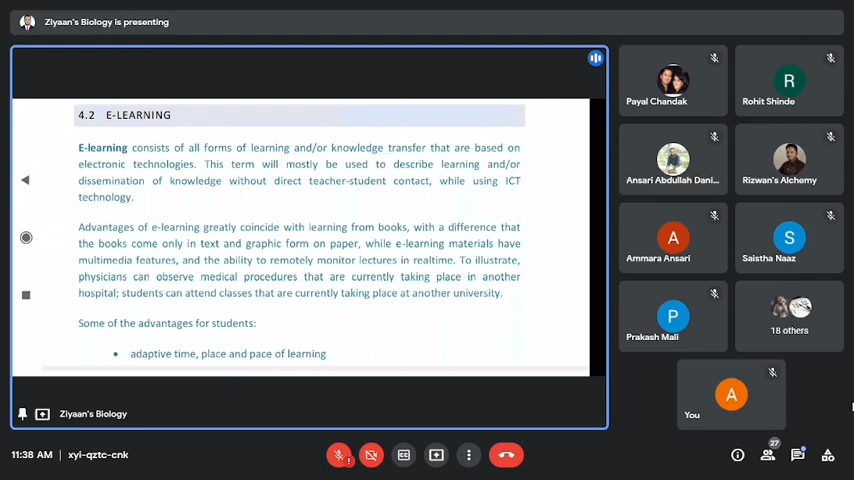 Ziyaan's Biology is presenting
4.2 E-LEARNING
E-learning consists of all forms of learning and/or knowledge transfer that are based on
electronic technologies. This term will mostly be used to describe learning and/or
dissemination of knowledge without direct teacher-student contact, while using ICT
technology.
Advantages of e-learning greatly coincide with learning from books, with a difference that
the books come only in text and graphic form on paper, while e-learning materials have
multimedia features, and the ability to remotely monitor lectures in realtime. To illustrate,
physicians can observe medical procedures that are currently taking place in another
hospital; students can attend classes that are currently taking place at another university.
Some of the advantages for students:
• adaptive time, place and pace of learning
Ziyaan's Biology
Payal Chandak
R
Rohit Shinde
Ansari Abdullah Dani...
Rizwan's Alchemy
A
Ammara Ansari
S
Saistha Naaz
P
Prakash Mali
18 others
A
You
11:38 AM | xyi-qztc-cnk
27